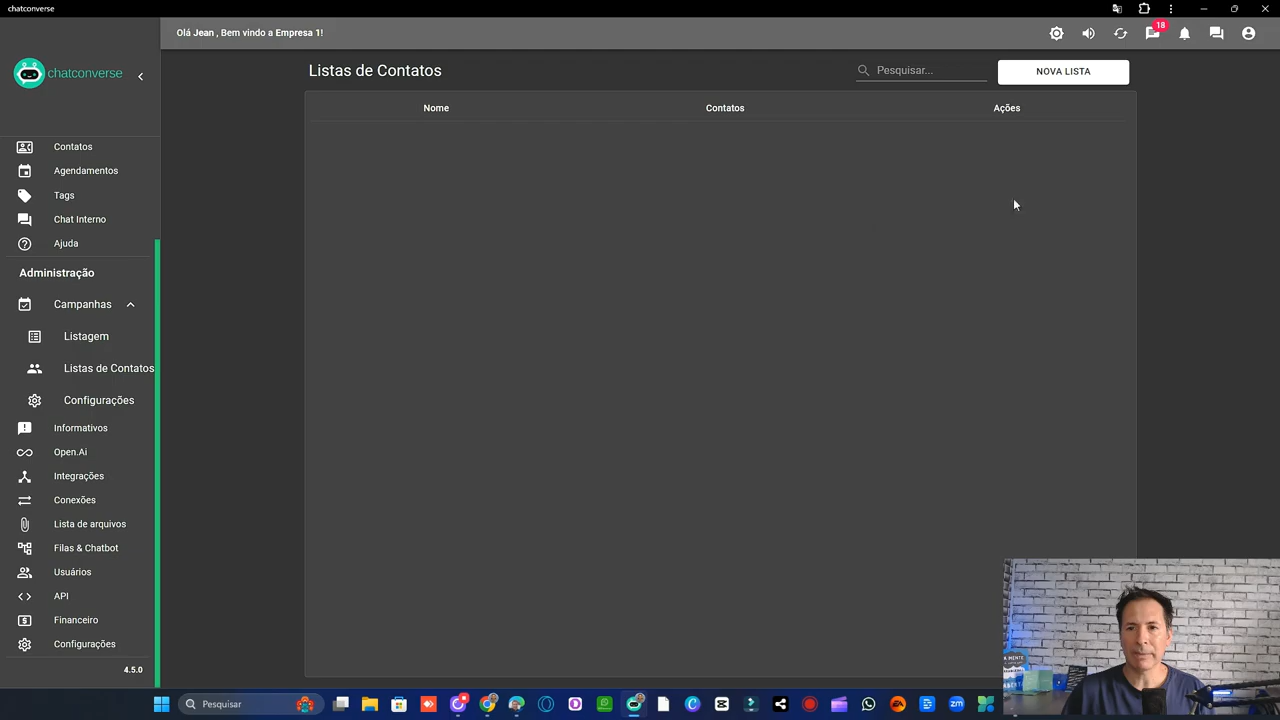 chatconverse
Olá Jean , Bem vindo a Empresa 1!
18
chatconverse
Listas de Contatos
Pesquisar...
NOVA LISTA
Nome
Contatos
Ações
Contatos
Agendamentos
Tags
Chat Interno
Ajuda
Administração
Campanhas
Listagem
Listas de Contatos
Configurações
Informativos
Open.Ai
Integrações
Conexões
Lista de arquivos
Filas & Chatbot
Usuários
API
Financeiro
Configurações
4.5.0
Pesquisar
zm